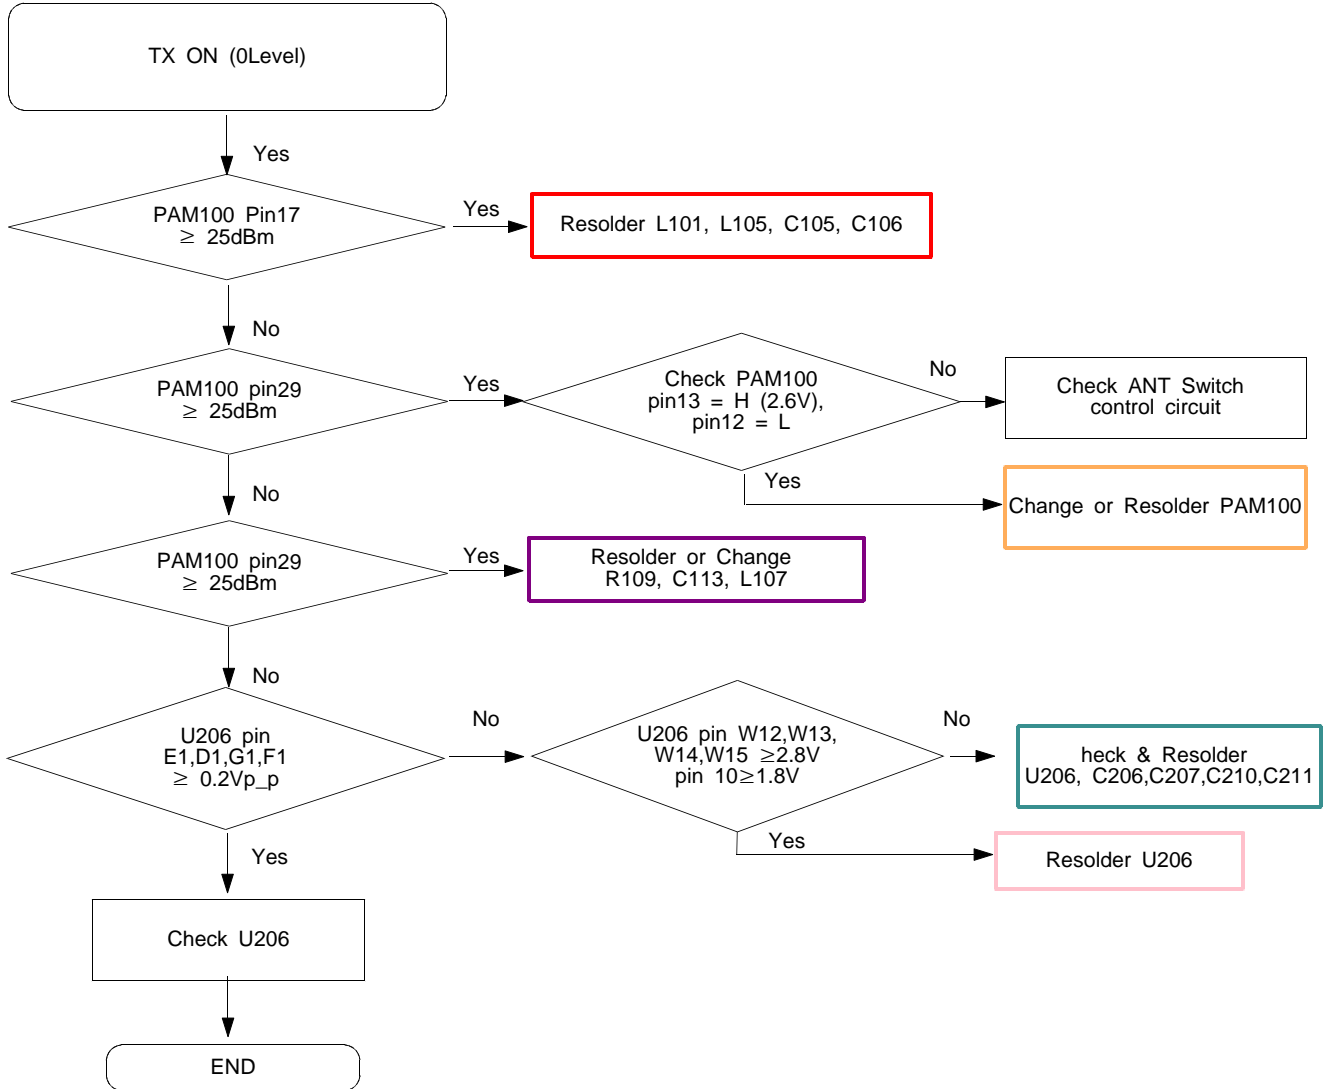 TX ON (0Level)
Yes
PAM100 Pin17
≥ 25dBm
Yes
Resolder L101, L105, C105, C106
No
PAM100 pin29
≥ 25dBm
Yes
Check PAM100
pin13 = H (2.6V),
pin12 = L
No
Check ANT Switch
control circuit
Yes
Change or Resolder PAM100
No
PAM100 pin29
≥ 25dBm
Yes
Resolder or Change
R109, C113, L107
No
U206 pin
E1,D1,G1,F1
≥ 0.2Vp_p
No
U206 pin W12,W13,
W14,W15 ≥2.8V
pin 10≥1.8V
No
heck & Resolder
U206, C206,C207,C210,C211
Yes
Resolder U206
Yes
Check U206
END